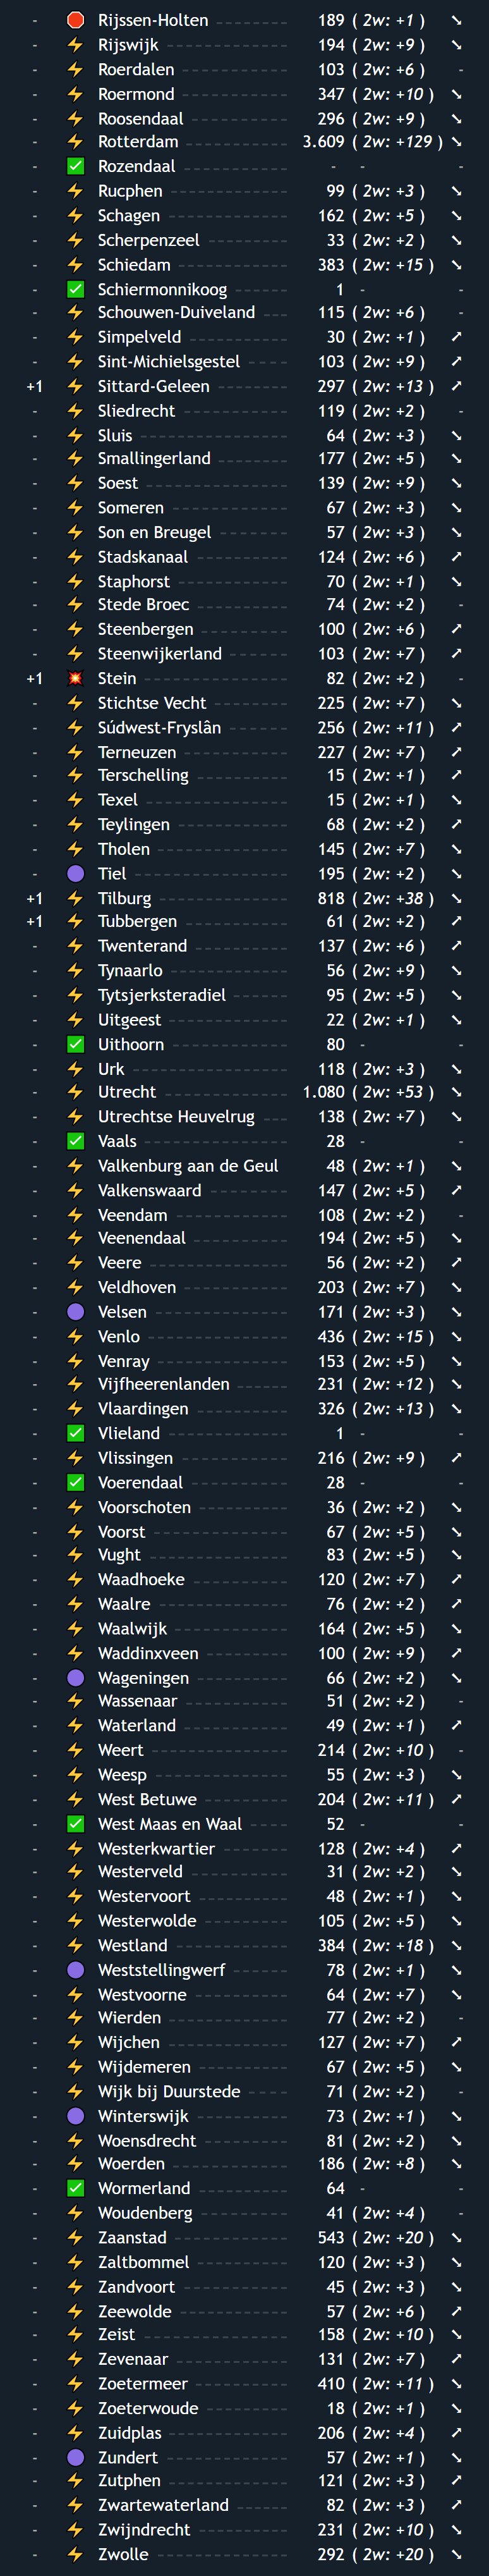 - Rijssen-Holten 189 ( 2w: +1 ) ➘
- Rijswijk 194 ( 2w: +9 ) ➘
- Roerdalen 103 ( 2w: +6 ) -
- Roermond 347 ( 2w: +10 ) ➘
- Roosendaal 296 ( 2w: +9 ) ➘
- Rotterdam 3.609 ( 2w: +129 ) ➘
- Rozendaal - - -
- Rucphen 99 ( 2w: +3 ) ➘
- Schagen 162 ( 2w: +5 ) ➘
- Scherpenzeel 33 ( 2w: +2 ) ➘
- Schiedam 383 ( 2w: +15 ) ➘
- Schiermonnikoog 1 - -
- Schouwen-Duiveland 115 ( 2w: +6 ) -
- Simpelveld 30 ( 2w: +1 ) ➚
- Sint-Michielsgestel 103 ( 2w: +9 ) ➚
+1 Sittard-Geleen 297 ( 2w: +13 ) ➚
- Sliedrecht 119 ( 2w: +2 ) -
- Sluis 64 ( 2w: +3 ) ➘
- Smallingerland 177 ( 2w: +5 ) ➘
- Soest 139 ( 2w: +9 ) ➘
- Someren 67 ( 2w: +3 ) ➘
- Son en Breugel 57 ( 2w: +3 ) ➘
- Stadskanaal 124 ( 2w: +6 ) ➚
- Staphorst 70 ( 2w: +1 ) ➘
- Stede Broec 74 ( 2w: +2 ) -
- Steenbergen 100 ( 2w: +6 ) ➚
- Steenwijkerland 103 ( 2w: +7 ) ➚
+1 Stein 82 ( 2w: +2 ) -
- Stichtse Vecht 225 ( 2w: +7 ) ➘
- Súdwest-Fryslân 256 ( 2w: +11 ) ➚
- Terneuzen 227 ( 2w: +7 ) ➚
- Terschelling 15 ( 2w: +1 ) ➚
- Texel 15 ( 2w: +1 ) ➘
- Teylingen 68 ( 2w: +2 ) ➚
- Tholen 145 ( 2w: +7 ) ➘
- Tiel 195 ( 2w: +2 ) ➘
+1 Tilburg 818 ( 2w: +38 ) ➘
+1 Tubbergen 61 ( 2w: +2 ) ➚
- Twenterand 137 ( 2w: +6 ) ➚
- Tynaarlo 56 ( 2w: +9 ) ➘
- Tytsjerksteradiel 95 ( 2w: +5 ) ➘
- Uitgeest 22 ( 2w: +1 ) ➘
- Uithoorn 80 - -
- Urk 118 ( 2w: +3 ) ➘
- Utrecht 1.080 ( 2w: +53 ) ➘
- Utrechtse Heuvelrug 138 ( 2w: +7 ) ➘
- Vaals 28 - -
- Valkenburg aan de Geul 48 ( 2w: +1 ) ➘
- Valkenswaard 147 ( 2w: +5 ) ➚
- Veendam 108 ( 2w: +2 ) -
- Veenendaal 194 ( 2w: +5 ) ➘
- Veere 56 ( 2w: +2 ) ➚
- Veldhoven 203 ( 2w: +7 ) ➘
- Velsen 171 ( 2w: +3 ) ➘
- Venlo 436 ( 2w: +15 ) ➘
- Venray 153 ( 2w: +5 ) ➘
- Vijfheerenlanden 231 ( 2w: +12 ) ➘
- Vlaardingen 326 ( 2w: +13 ) ➘
- Vlieland 1 - -
- Vlissingen 216 ( 2w: +9 ) ➚
- Voerendaal 28 - -
- Voorschoten 36 ( 2w: +2 ) ➘
- Voorst 67 ( 2w: +5 ) ➘
- Vught 83 ( 2w: +5 ) ➘
- Waadhoeke 120 ( 2w: +7 ) ➚
- Waalre 76 ( 2w: +2 ) ➚
- Waalwijk 164 ( 2w: +5 ) ➘
- Waddinxveen 100 ( 2w: +9 ) ➚
- Wageningen 66 ( 2w: +2 ) ➘
- Wassenaar 51 ( 2w: +2 ) -
- Waterland 49 ( 2w: +1 ) ➚
- Weert 214 ( 2w: +10 ) -
- Weesp 55 ( 2w: +3 ) ➘
- West Betuwe 204 ( 2w: +11 ) ➚
- West Maas en Waal 52 - -
- Westerkwartier 128 ( 2w: +4 ) ➚
- Westerveld 31 ( 2w: +2 ) ➘
- Westervoort 48 ( 2w: +1 ) ➘
- Westerwolde 105 ( 2w: +5 ) ➘
- Westland 384 ( 2w: +18 ) ➘
- Weststellingwerf 78 ( 2w: +1 ) ➘
- Westvoorne 64 ( 2w: +7 ) ➘
- Wierden 77 ( 2w: +2 ) -
- Wijchen 127 ( 2w: +7 ) ➚
- Wijdemeren 67 ( 2w: +5 ) ➘
- Wijk bij Duurstede 71 ( 2w: +2 ) -
- Winterswijk 73 ( 2w: +1 ) ➘
- Woensdrecht 81 ( 2w: +2 ) ➘
- Woerden 186 ( 2w: +8 ) ➘
- Wormerland 64 - -
- Woudenberg 41 ( 2w: +4 ) -
- Zaanstad 543 ( 2w: +20 ) ➘
- Zaltbommel 120 ( 2w: +3 ) ➘
- Zandvoort 45 ( 2w: +3 ) ➘
- Zeewolde 57 ( 2w: +6 ) ➚
- Zeist 158 ( 2w: +10 ) ➘
- Zevenaar 131 ( 2w: +7 ) ➚
- Zoetermeer 410 ( 2w: +11 ) ➘
- Zoeterwoude 18 ( 2w: +1 ) ➘
- Zuidplas 206 ( 2w: +4 ) ➚
- Zundert 57 ( 2w: +1 ) ➘
- Zutphen 121 ( 2w: +3 ) ➚
- Zwartewaterland 82 ( 2w: +3 ) ➚
- Zwijndrecht 231 ( 2w: +10 ) ➘
- Zwolle 292 ( 2w: +20 ) ➘